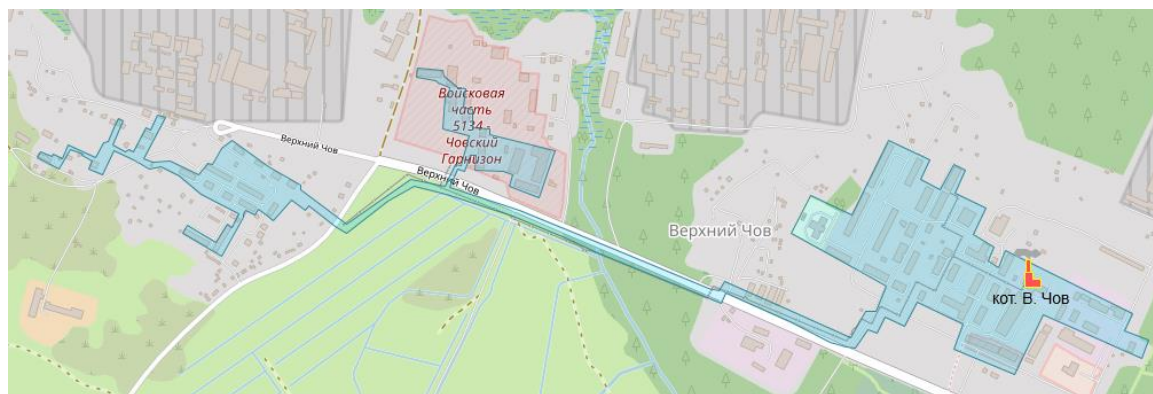 Войсковая
часть
5134 -
Човский
Гарнизон
Верхний Чов
Верхний Чов
Верхний Чов
кот. В. Чов